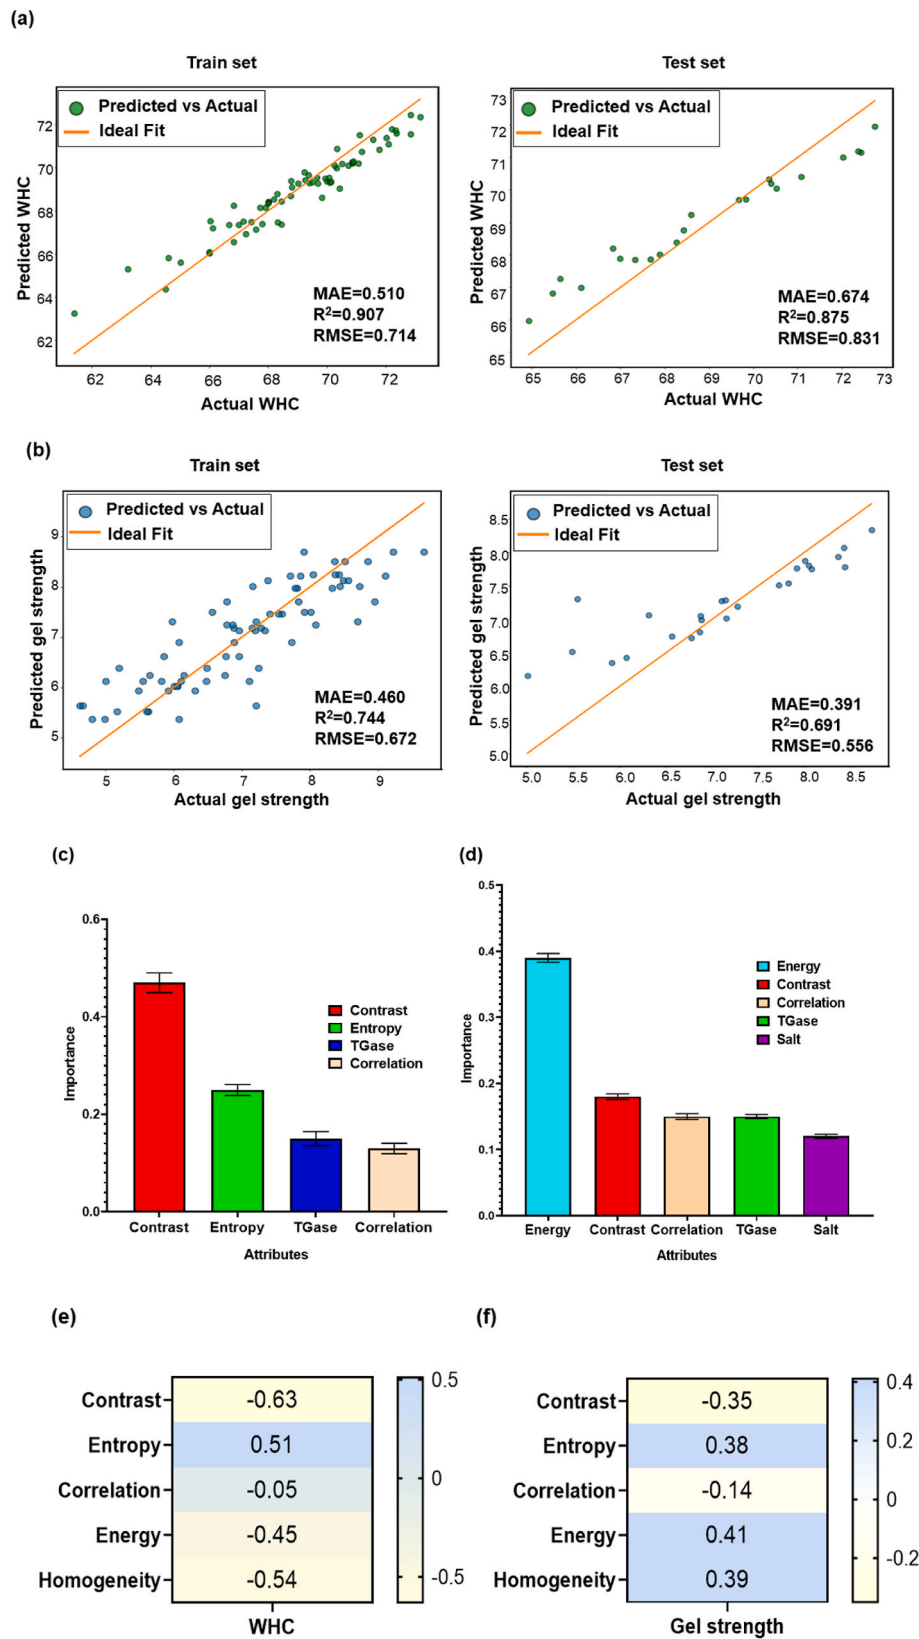 (a)
Train set
Predicted vs Actual
Ideal Fit
Predicted WHC
72
70
68
66
64
62
MAE=0.510
R²=0.907
RMSE=0.714
62 64 66 68 70 72
Actual WHC
Test set
Predicted vs Actual
Ideal Fit
Predicted WHC
73
72
71
70
69
68
67
66
65
MAE=0.674
R²=0.875
RMSE=0.831
65 66 67 68 69 70 71 72 73
Actual WHC
(b)
Train set
Predicted vs Actual
Ideal Fit
Predicted gel strength
9
8
7
6
5
MAE=0.460
R²=0.744
RMSE=0.672
5 6 7 8 9
Actual gel strength
Test set
Predicted vs Actual
Ideal Fit
Predicted gel strength
8.5
8.0
7.5
7.0
6.5
6.0
5.5
5.0
MAE=0.391
R²=0.691
RMSE=0.556
5.0 5.5 6.0 6.5 7.0 7.5 8.0 8.5
Actual gel strength
(c)
0.6
0.4
0.2
0.0
Importance
Contrast
Entropy
TGase
Correlation
Contrast Entropy TGase Correlation
Attributes
(d)
0.5
0.4
0.3
0.2
0.1
0.0
Importance
Energy
Contrast
Correlation
TGase
Salt
Energy Contrast Correlation TGase Salt
Attributes
(e)
Contrast -0.63
Entropy 0.51
Correlation -0.05
Energy -0.45
Homogeneity -0.54
WHC
0.5
0
-0.5
(f)
Contrast -0.35
Entropy 0.38
Correlation -0.14
Energy 0.41
Homogeneity 0.39
Gel strength
0.4
0.2
0
-0.2